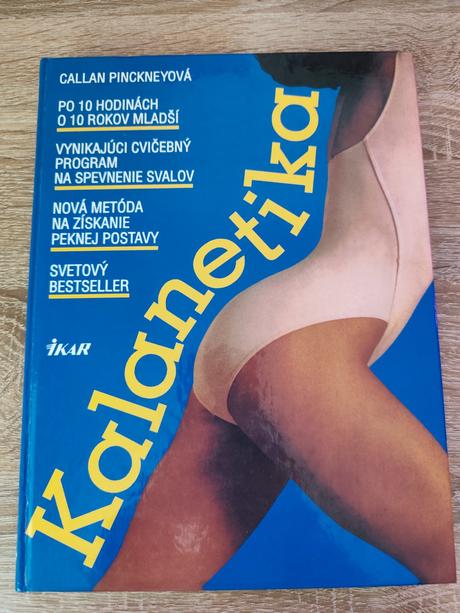 CALLAN PINCKNEYOVÁ
PO 10 HODINÁCH
O 10 ROKOV MLADŠÍ
VYNIKAJÚCI CVIČEBNÝ
PROGRAM
NA SPEVNENIE SVALOV
NOVÁ METÓDA
NA ZÍSKANIE
PEKNEJ POSTAVY
SVETOVÝ
BESTSELLER
IKAR
Kalanetika